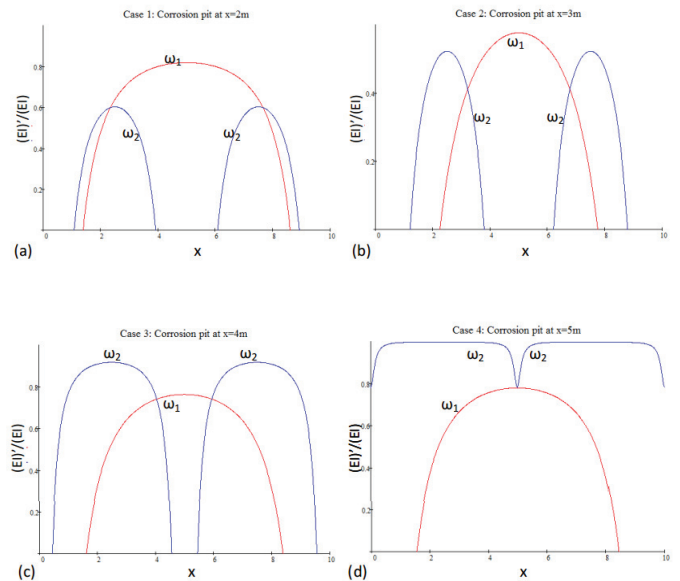 Case 1: Corrosion pit at x=2m
(EI)'/(EI)
0.8
0.6
0.4
0.2
ω1
ω2
ω2
0 2 4 6 8 10
x
(a)
Case 2: Corrosion pit at x=3m
(EI)'/(EI)
0.4
0.2
ω1
ω2
ω2
0 2 4 6 8 10
x
(b)
Case 3: Corrosion pit at x=4m
(EI)'/(EI)
0.8
0.6
0.4
0.2
ω2
ω2
ω1
0 2 4 6 8 10
x
(c)
Case 4: Corrosion pit at x=5m
(EI)'/(EI)
0.8
0.6
0.4
0.2
ω2
ω2
ω1
0 2 4 6 8 10
x
(d)